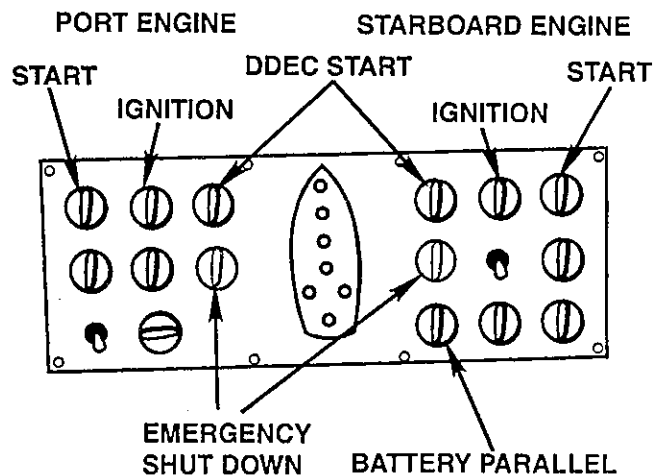 PORT ENGINE
STARBOARD ENGINE
START
DDEC START
START
IGNITION
IGNITION
EMERGENCY
SHUT DOWN
BATTERY PARALLEL